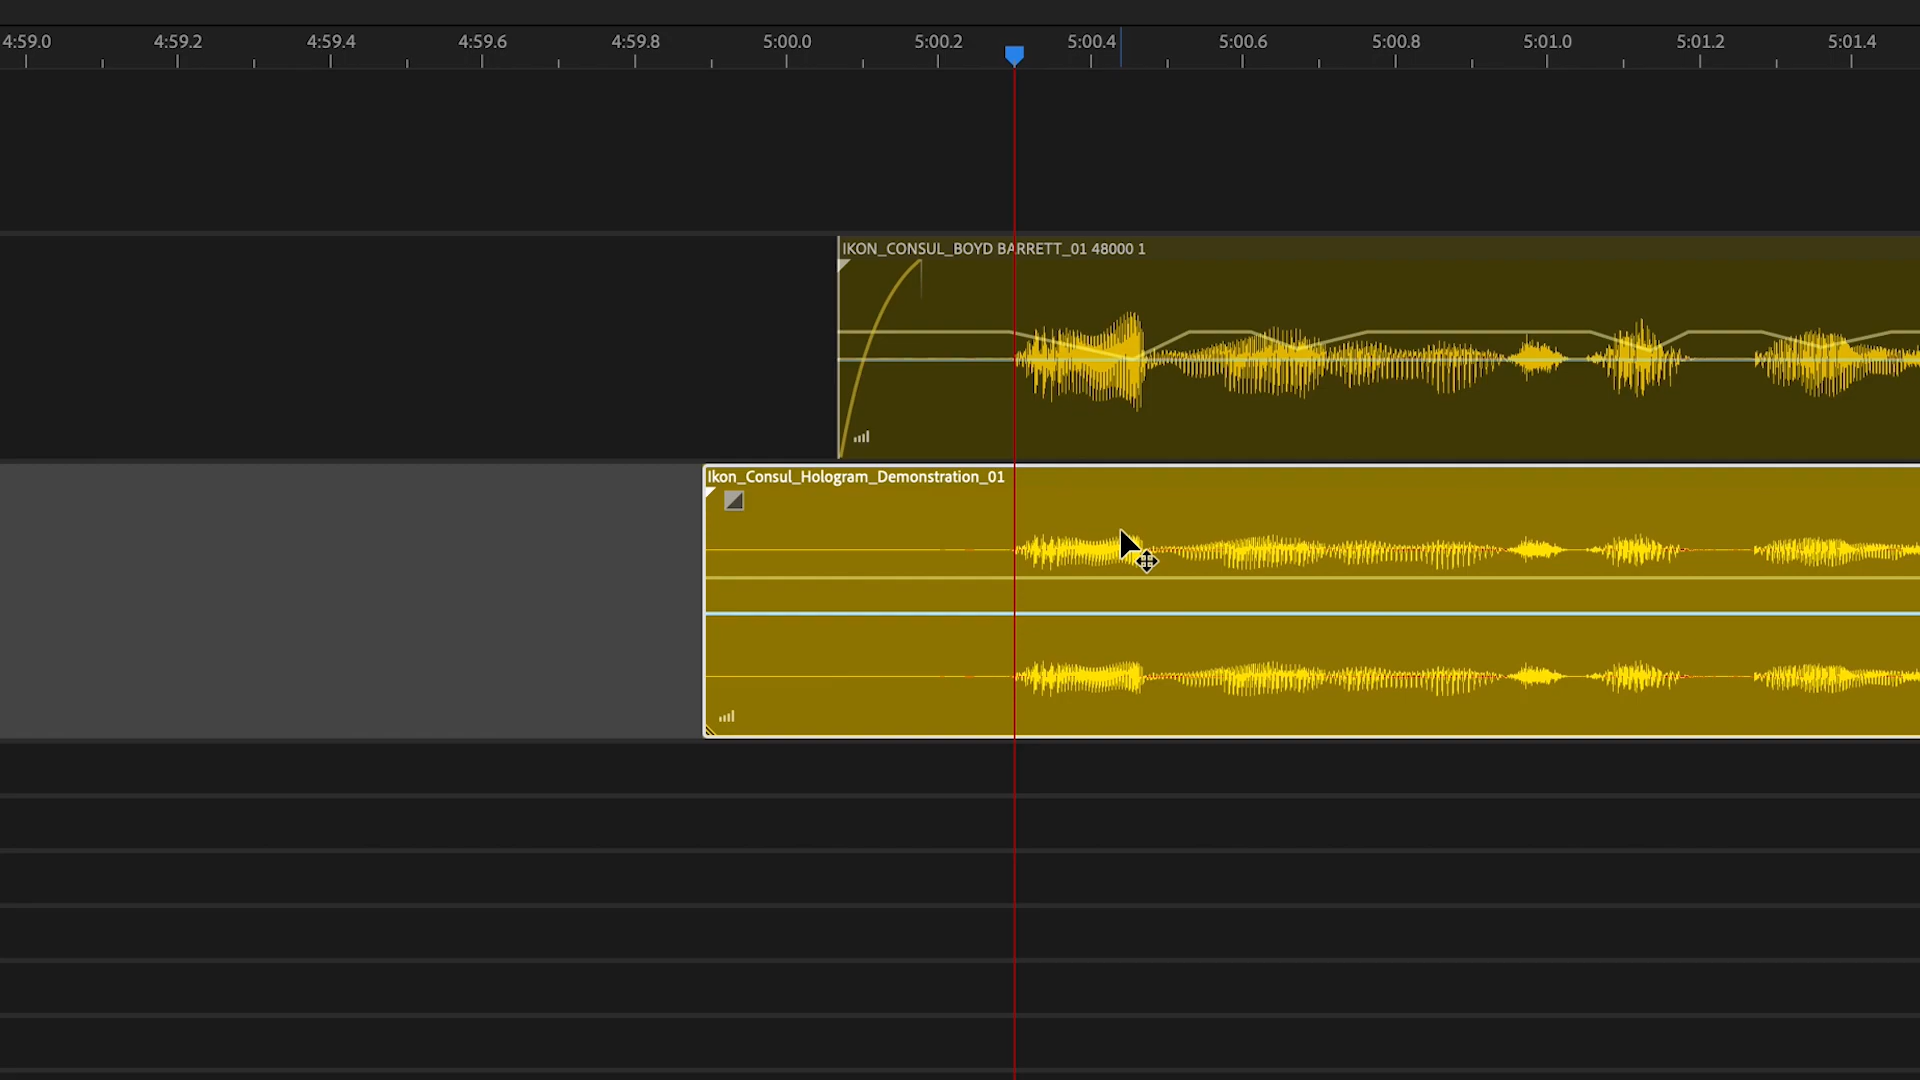 4:59.0 4:59.2 4:59.4 4:59.6 4:59.8 5:00.0 5:00.2 5:00.4 5:00.6 5:00.8 5:01.0 5:01.2 5:01.4
IKON_CONSUL_BOYD BARRETT_01 48000 1
Ikon_Consul_Hologram_Demonstration_01